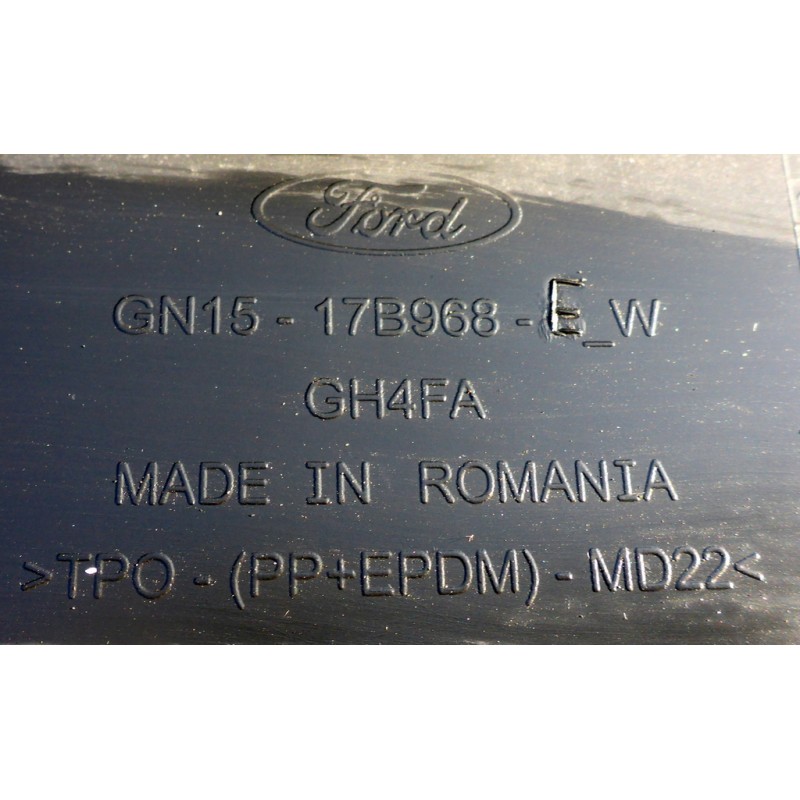 Ford
GN15 - 17B968 - E_W
GH4FA
MADE IN ROMANIA
>TPO - (PP+EPDM) - MD22<